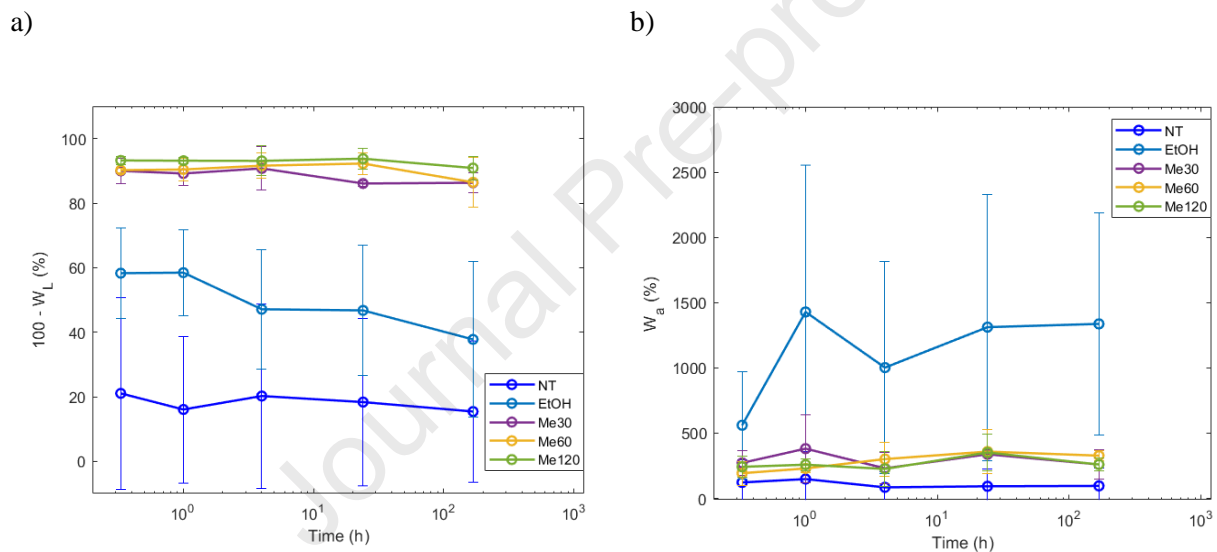 a)
b)
Journal Pre-pro
100
80
60
40
20
0
100 - W_L (%)
10^0
10^1
10^2
10^3
Time (h)
NT
EtOH
Me30
Me60
Me120
3000
2500
2000
1500
1000
500
0
W_a (%)
10^0
10^1
10^2
10^3
Time (h)
NT
EtOH
Me30
Me60
Me120